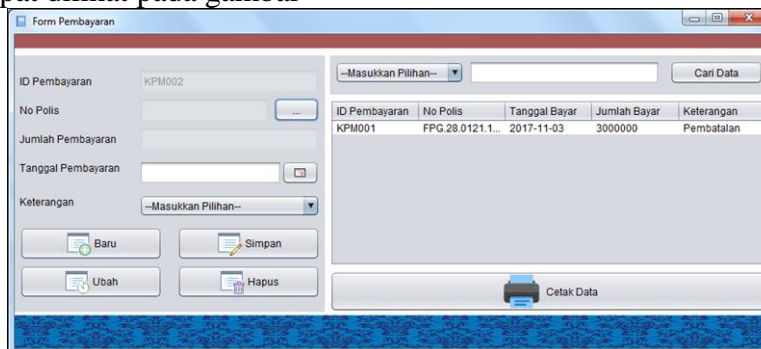 pat dilihat pada gambar
Form Pembayaran
ID Pembayaran
KPM002
No Polis
...
Jumlah Pembayaran
Tanggal Pembayaran
Keterangan
--Masukkan Pilihan--
Baru
Simpan
Ubah
Hapus
--Masukkan Pilihan--
Cari Data
ID Pembayaran No Polis Tanggal Bayar Jumlah Bayar Keterangan
KPM001 FPG.28.0121.1... 2017-11-03 3000000 Pembatalan
Cetak Data